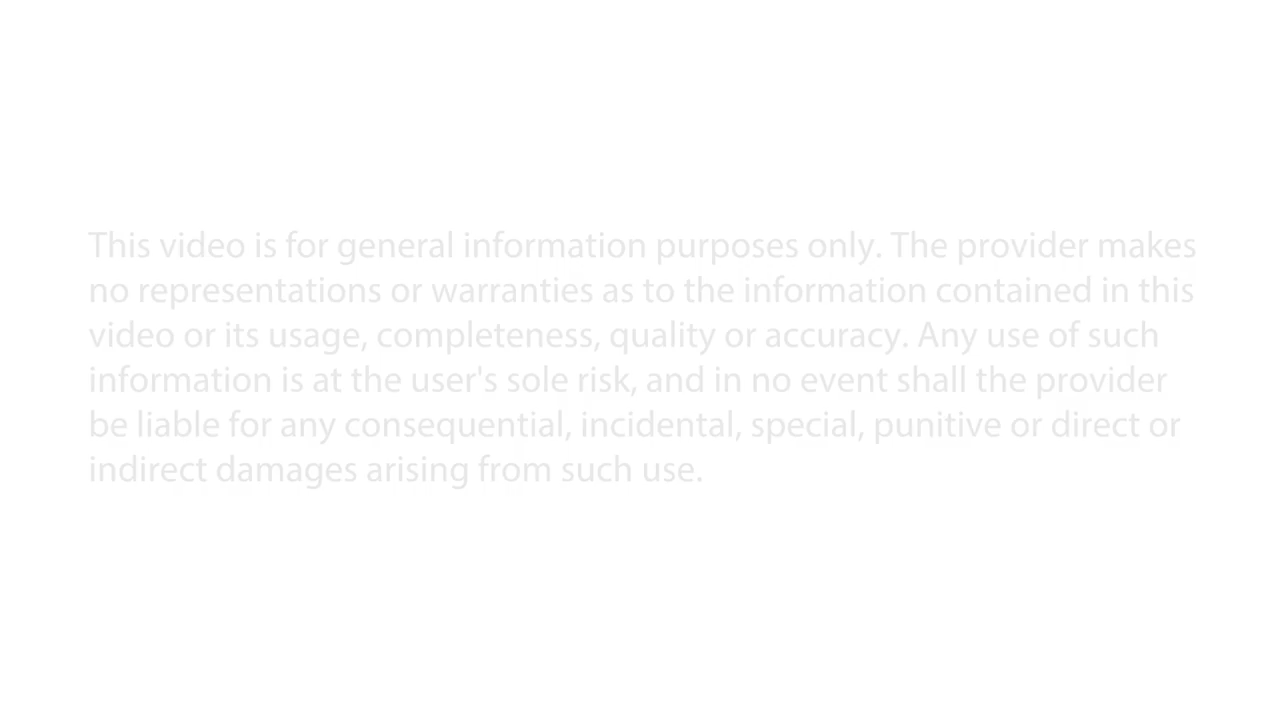 This video is for general information purposes only. The provider makes
no representations or warranties as to the information contained in this
video or its usage, completeness, quality or accuracy. Any use of such
information is at the user's sole risk, and in no event shall the provider
be liable for any consequential, incidental, special, punitive or direct or
indirect damages arising from such use.